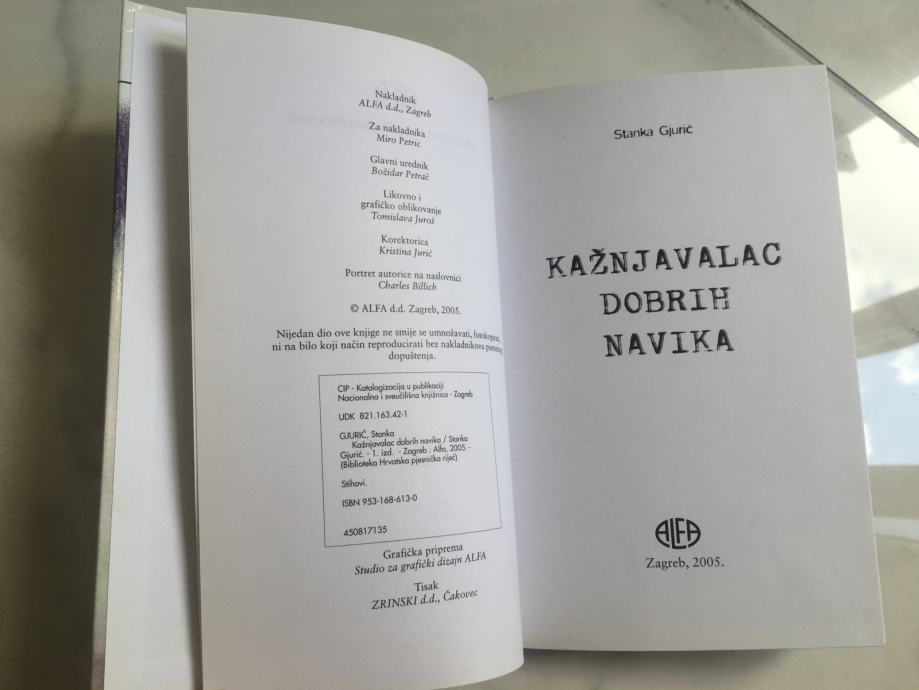 Nakladnik
ALFA d.d., Zagreb
Za nakladnika
Miro Petric
Glavni urednik
Božidar Petrač
Likovno i
grafičko oblikovanje
Tomislava Juroš
Korektorica
Kristina Jurić
Portret autorice na naslovnici
Charles Billich
© ALFA d.d. Zagreb, 2005.
Nijedan dio ove knjige ne smije se umnožavati, fotokopirati,
ni na bilo koji način reproducirati bez nakladnikova
dopuštenja.
CIP - Katalogizacija u publikaciji
Nacionalna i sveučilišna knjižnica - Zagreb
UDK 821.163.42-1
GJURIĆ, Stanka
Kažnjavalac dobrih navika / Stanka
Gjurić. - 1. izd. - Zagreb : Alfa, 2005. -
(Biblioteka Hrvatska pjesnička riječ)
Stihovi.
ISBN 953-168-613-0
450817135
Grafička priprema
Studio za grafički dizajn ALFA
Tisak
ZRINSKI d.d., Čakovec
Stanka Gjurić
KAŽNJAVALAC
DOBRIH
NAVIKA
ALFA
Zagreb, 2005.